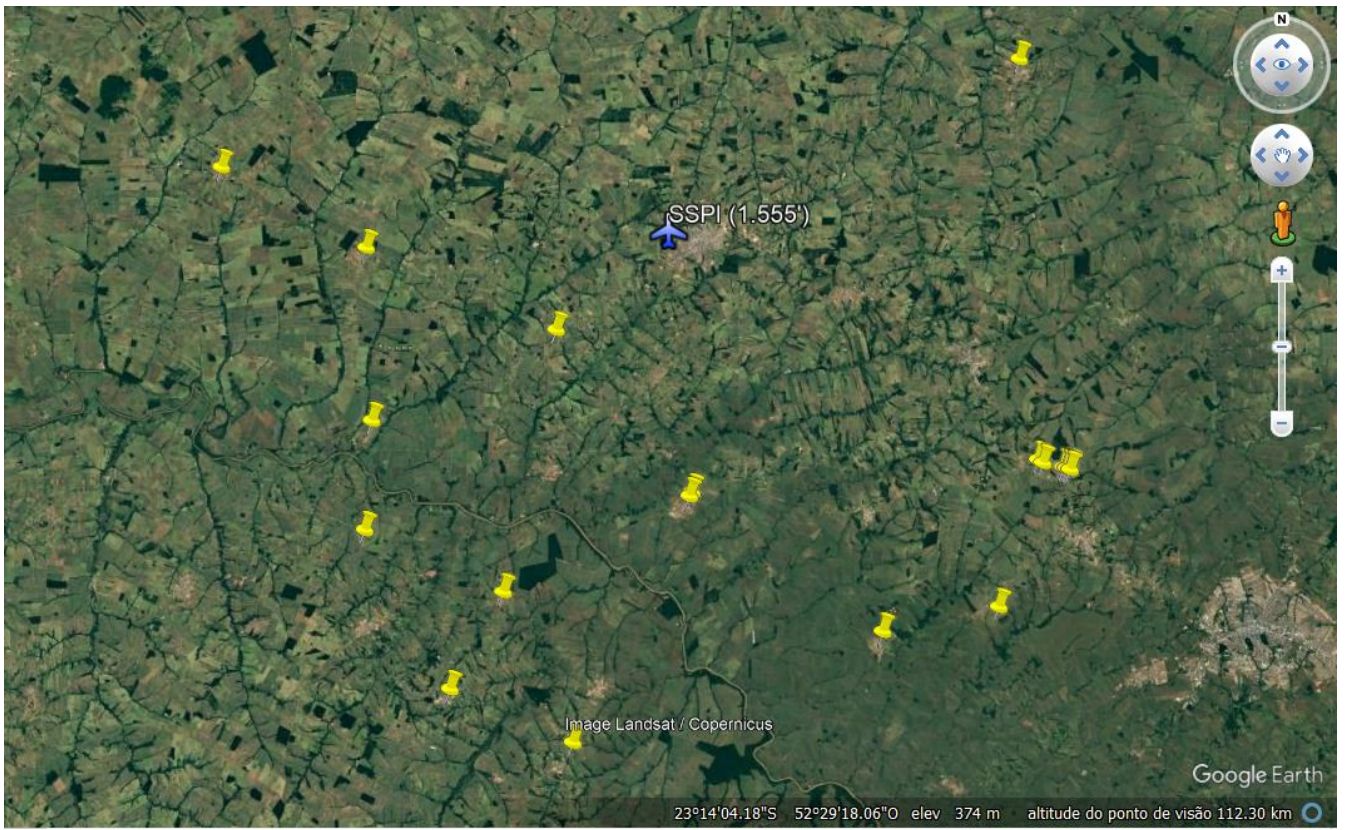 N
SSPI (1.555')
Image Landsat / Copernicus
Google Earth
23°14'04.18"S 52°29'18.06"O elev 374 m altitude do ponto de visão 112.30 km